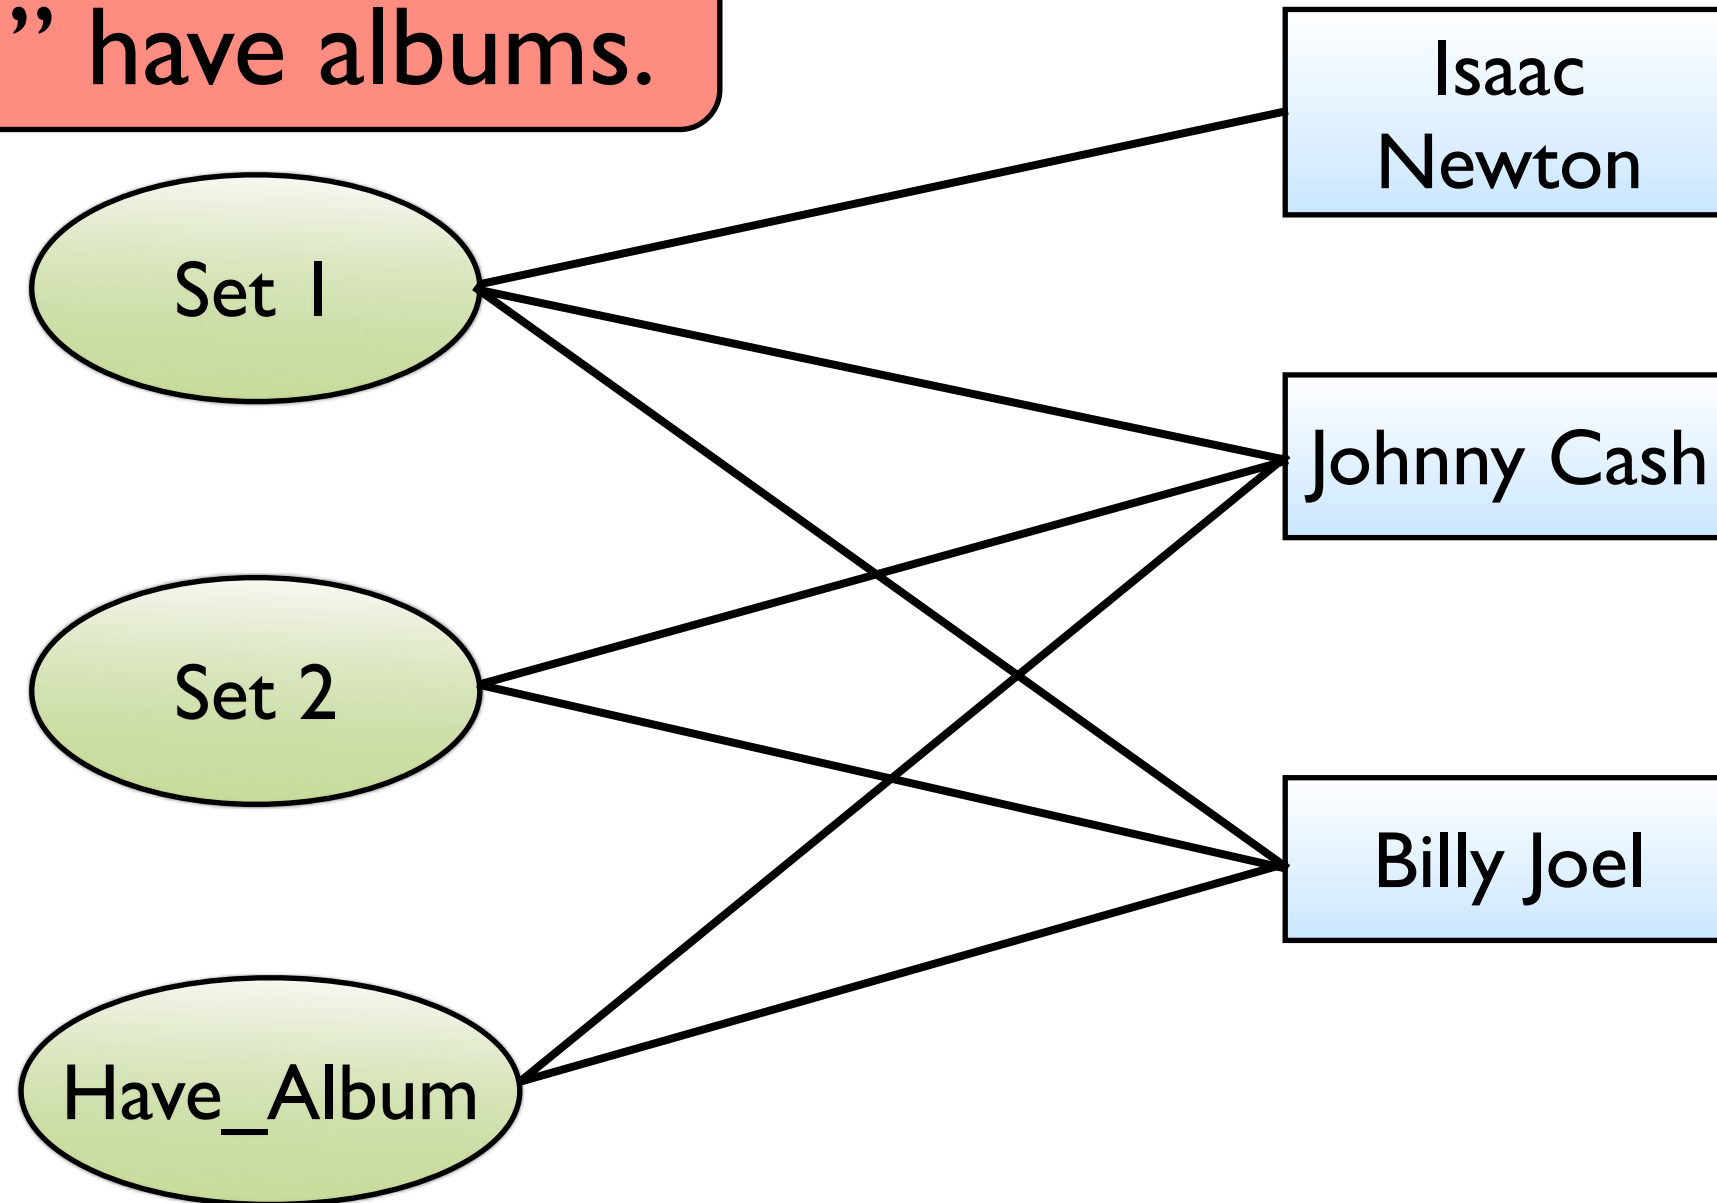 ” have albums.
Isaac
Newton
Set 1
Johnny Cash
Set 2
Billy Joel
Have_Album